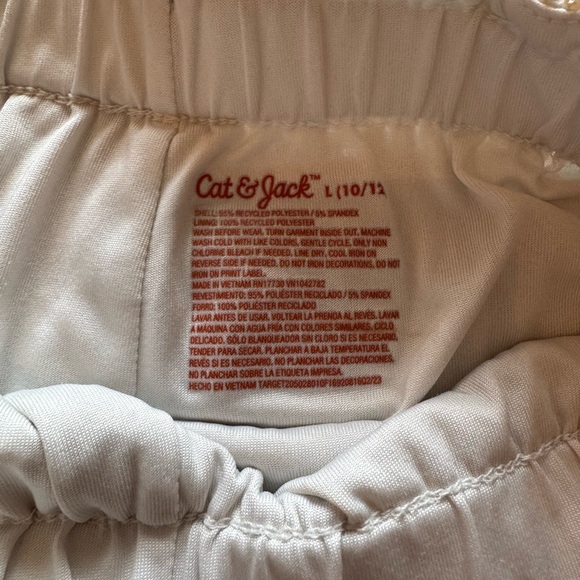 Cat & Jack™ L (10/12
SHELL: 95% RECYCLED POLYESTER / 5% SPANDEX
LINING: 100% RECYCLED POLYESTER
WASH BEFORE WEAR. TURN GARMENT INSIDE OUT. MACHINE
WASH COLD WITH LIKE COLORS, GENTLE CYCLE, ONLY NON
CHLORINE BLEACH IF NEEDED. LINE DRY, COOL IRON ON
REVERSE SIDE IF NEEDED. DO NOT IRON DECORATIONS. DO NOT
IRON ON PRINT LABEL.
MADE IN VIETNAM RN17730 VN1042782
REVESTIMIENTO: 95% POLIÉSTER RECICLADO / 5% SPANDEX
FORRO: 100% POLIÉSTER RECICLADO
LAVAR ANTES DE USAR. VOLTEAR LA PRENDA AL REVÉS. LAVAR
A MÁQUINA CON AGUA FRÍA CON COLORES SIMILARES, CICLO
DELICADO. SÓLO BLANQUEADOR SIN CLORO SI ES NECESARIO,
TENDER PARA SECAR. PLANCHAR A BAJA TEMPERATURA EL
REVÉS SI ES NECESARIO. NO PLANCHAR LAS DECORACIONES.
NO PLANCHAR SOBRE LA ETIQUETA IMPRESA.
HECHO EN VIETNAM TARGET205028010F1692081602/23